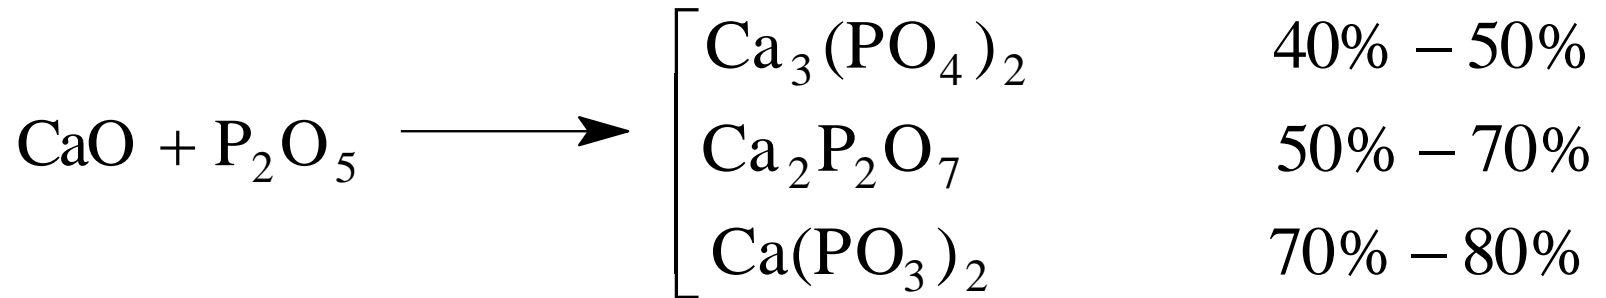 Ca₃(PO₄)₂ 40% – 50%
CaO + P₂O₅ ⟶ Ca₂P₂O₇ 50% – 70%
Ca(PO₃)₂ 70% – 80%